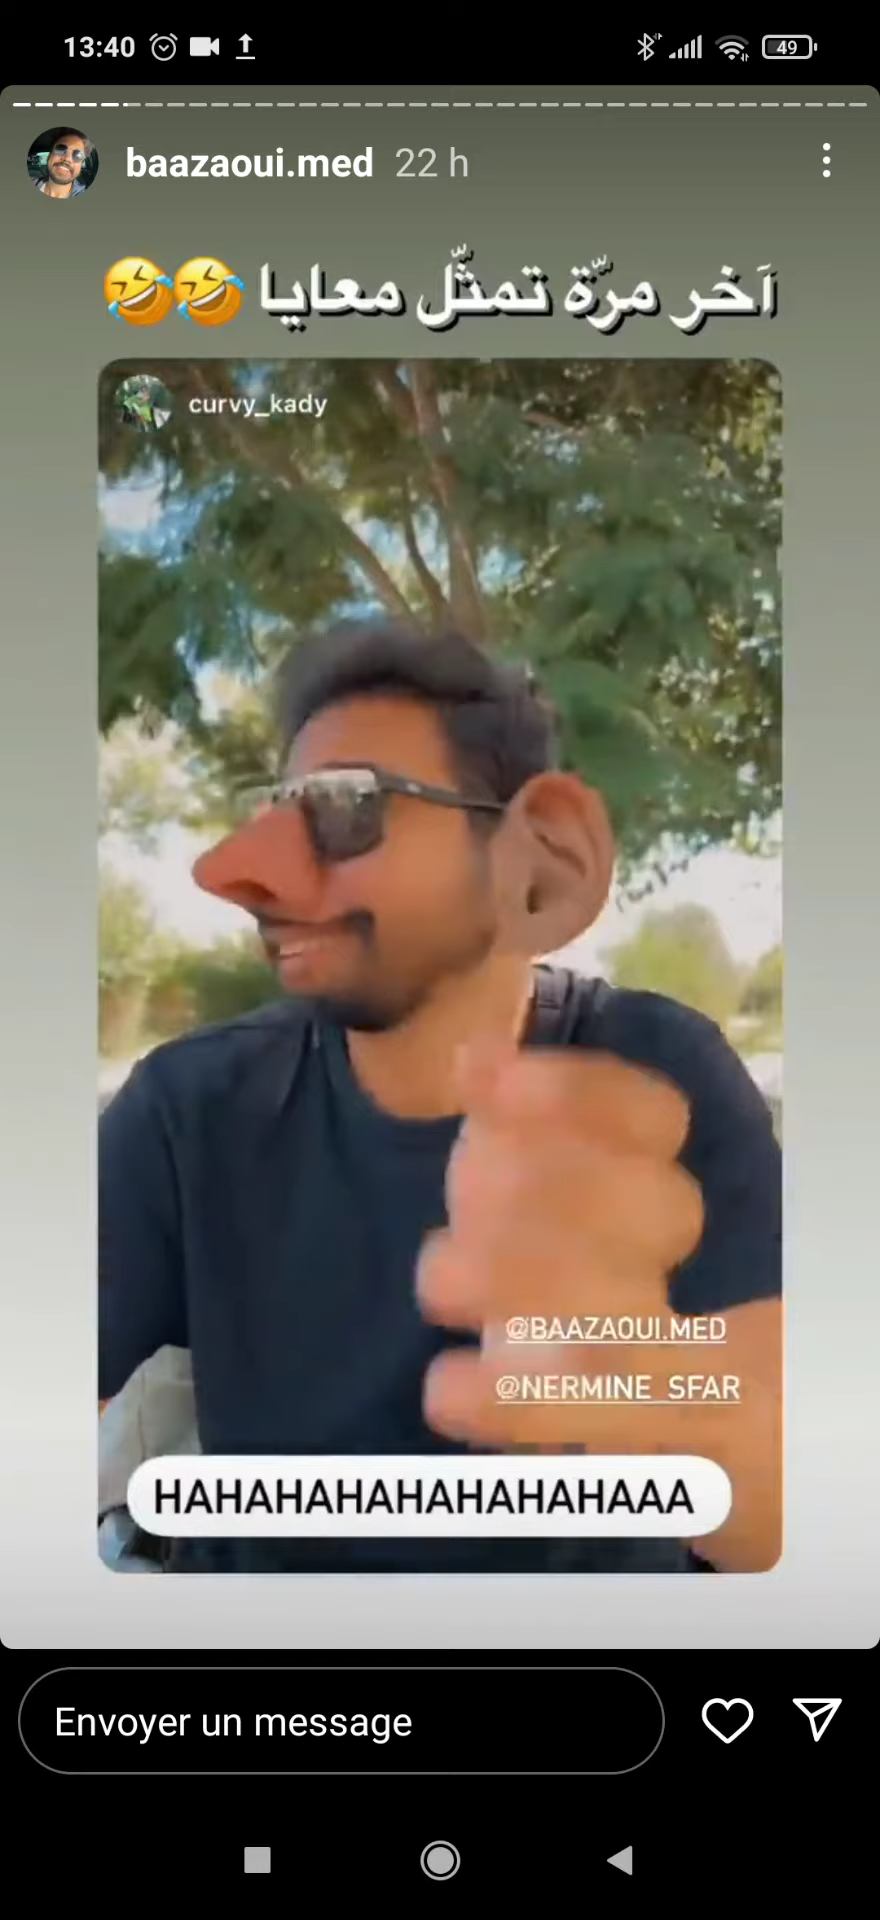 13:40
49
baazaoui.med 22 h
آخر مرّة تمثّل معايا 🤣🤣
curvy_kady
@BAAZAOUI.MED
@NERMINE_SFAR
HAHAHAHAHAHAHAHAAA
Envoyer un message